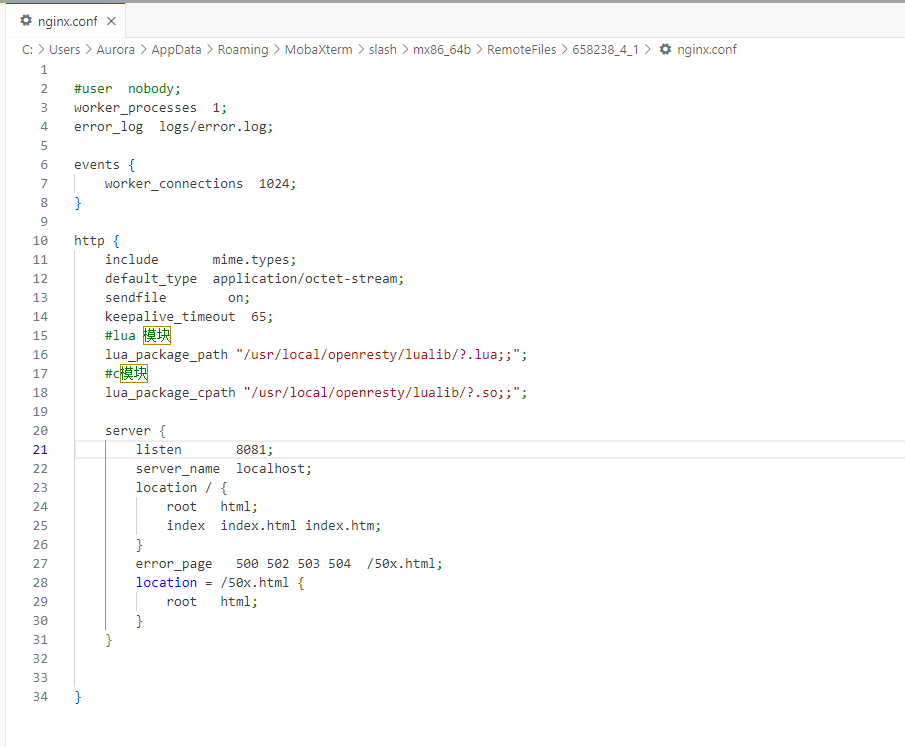 nginx.conf
C: > Users > Aurora > AppData > Roaming > MobaXterm > slash > mx86_64b > RemoteFiles > 658238_4_1 > nginx.conf
1
2 #user  nobody;
3 worker_processes  1;
4 error_log  logs/error.log;
5
6 events {
7     worker_connections  1024;
8 }
9
10 http {
11     include       mime.types;
12     default_type  application/octet-stream;
13     sendfile        on;
14     keepalive_timeout  65;
15     #lua 模块
16     lua_package_path "/usr/local/openresty/lualib/?.lua;;";
17     #c模块
18     lua_package_cpath "/usr/local/openresty/lualib/?.so;;";
19
20     server {
21         listen       8081;
22         server_name  localhost;
23         location / {
24             root   html;
25             index  index.html index.htm;
26         }
27         error_page   500 502 503 504  /50x.html;
28         location = /50x.html {
29             root   html;
30         }
31     }
32
33
34 }